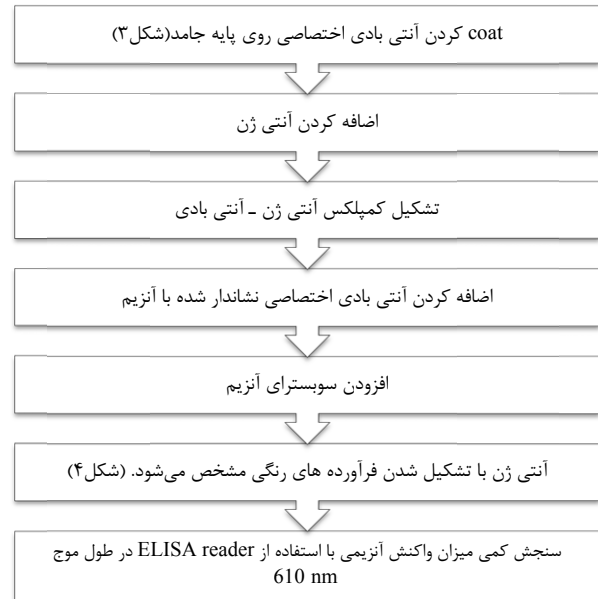 coat کردن آنتی بادی اختصاصی روی پایه جامد(شکل۳)
اضافه کردن آنتی ژن
تشکیل کمپلکس آنتی ژن ـ آنتی بادی
اضافه کردن آنتی بادی اختصاصی نشاندار شده با آنزیم
افزودن سوبسترای آنزیم
آنتی ژن با تشکیل شدن فرآورده های رنگی مشخص می‌شود. (شکل۴)
سنجش کمی میزان واکنش آنزیمی با استفاده از ELISA reader در طول موج
610 nm